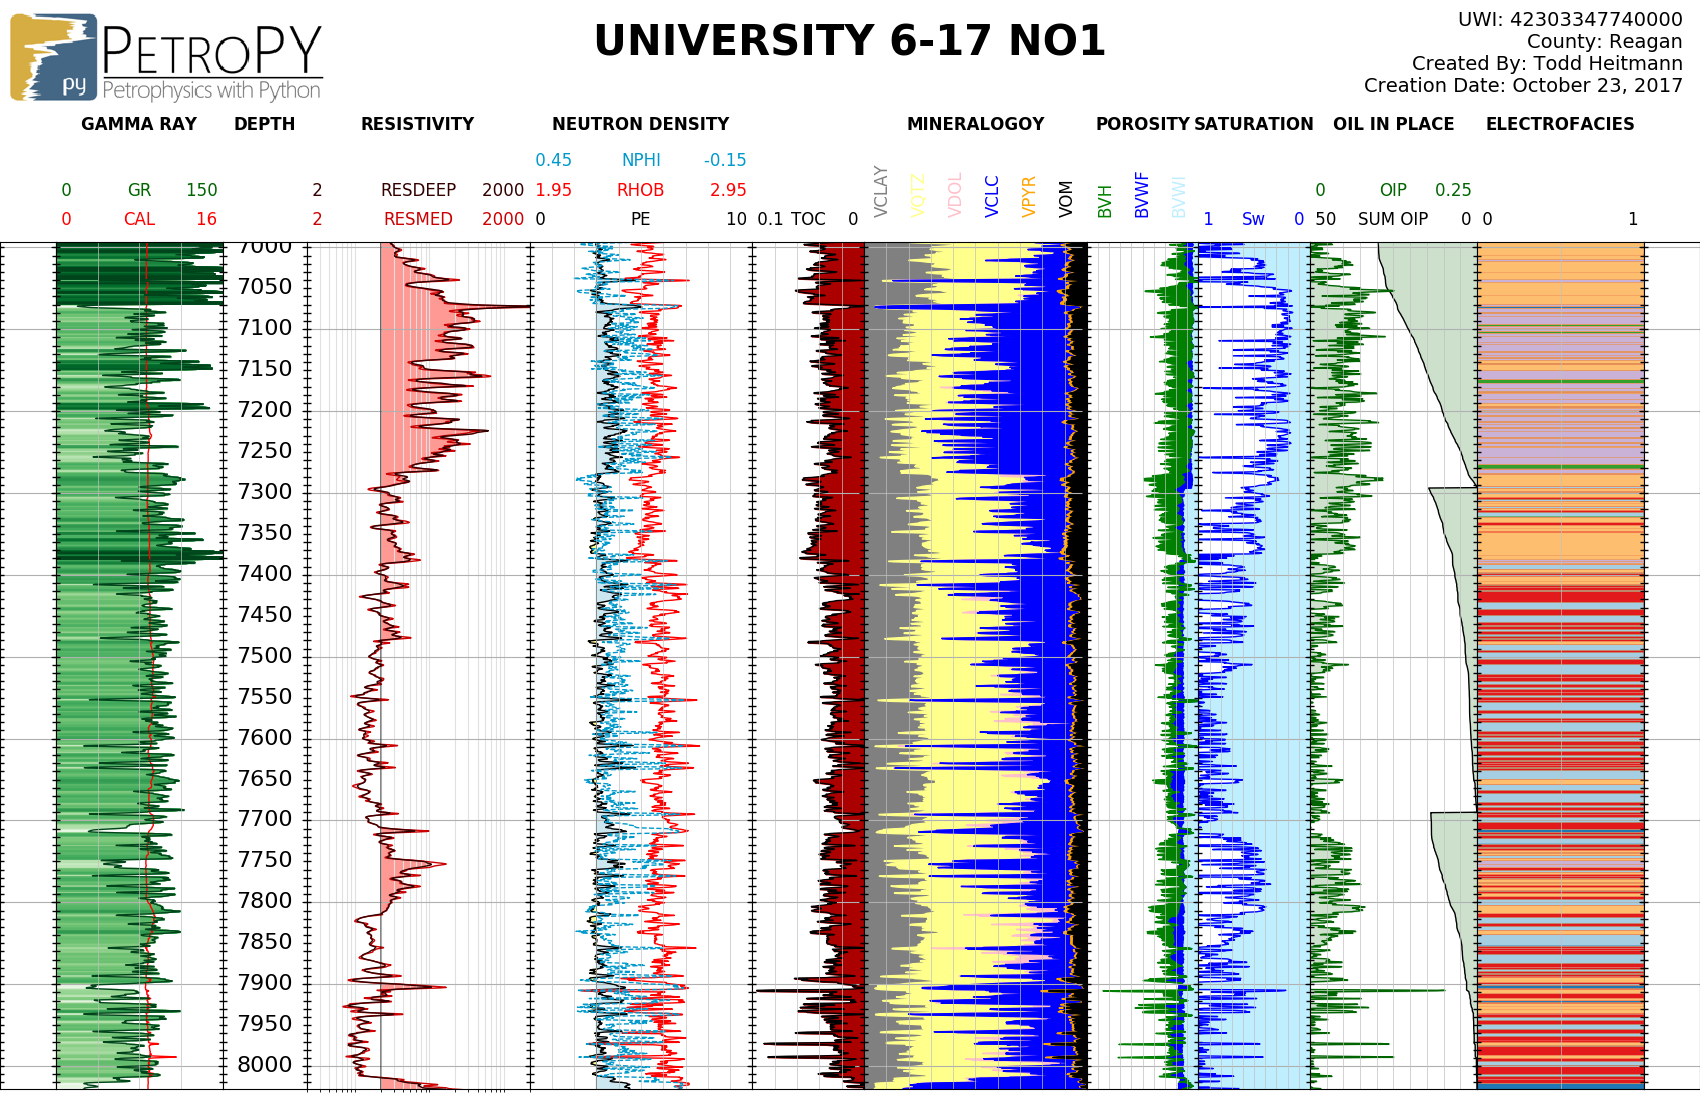 PETROPY
py
Petrophysics with Python
UNIVERSITY 6-17 NO1
UWI: 42303347740000
County: Reagan
Created By: Todd Heitmann
Creation Date: October 23, 2017
GAMMA RAY DEPTH RESISTIVITY NEUTRON DENSITY MINERALOGOY POROSITY SATURATION OIL IN PLACE ELECTROFACIES
0.45 NPHI -0.15
0 GR 150 2 RESDEEP 2000 1.95 RHOB 2.95 0 OIP 0.25
0 CAL 16 2 RESMED 2000 0 PE 10 0.1 TOC 0 VCLAY VQTZ VDOL VCLC VPYR VOM BVH BVWF BVWI 1 Sw 0 50 SUM OIP 0 0 1
7000
7050
7100
7150
7200
7250
7300
7350
7400
7450
7500
7550
7600
7650
7700
7750
7800
7850
7900
7950
8000